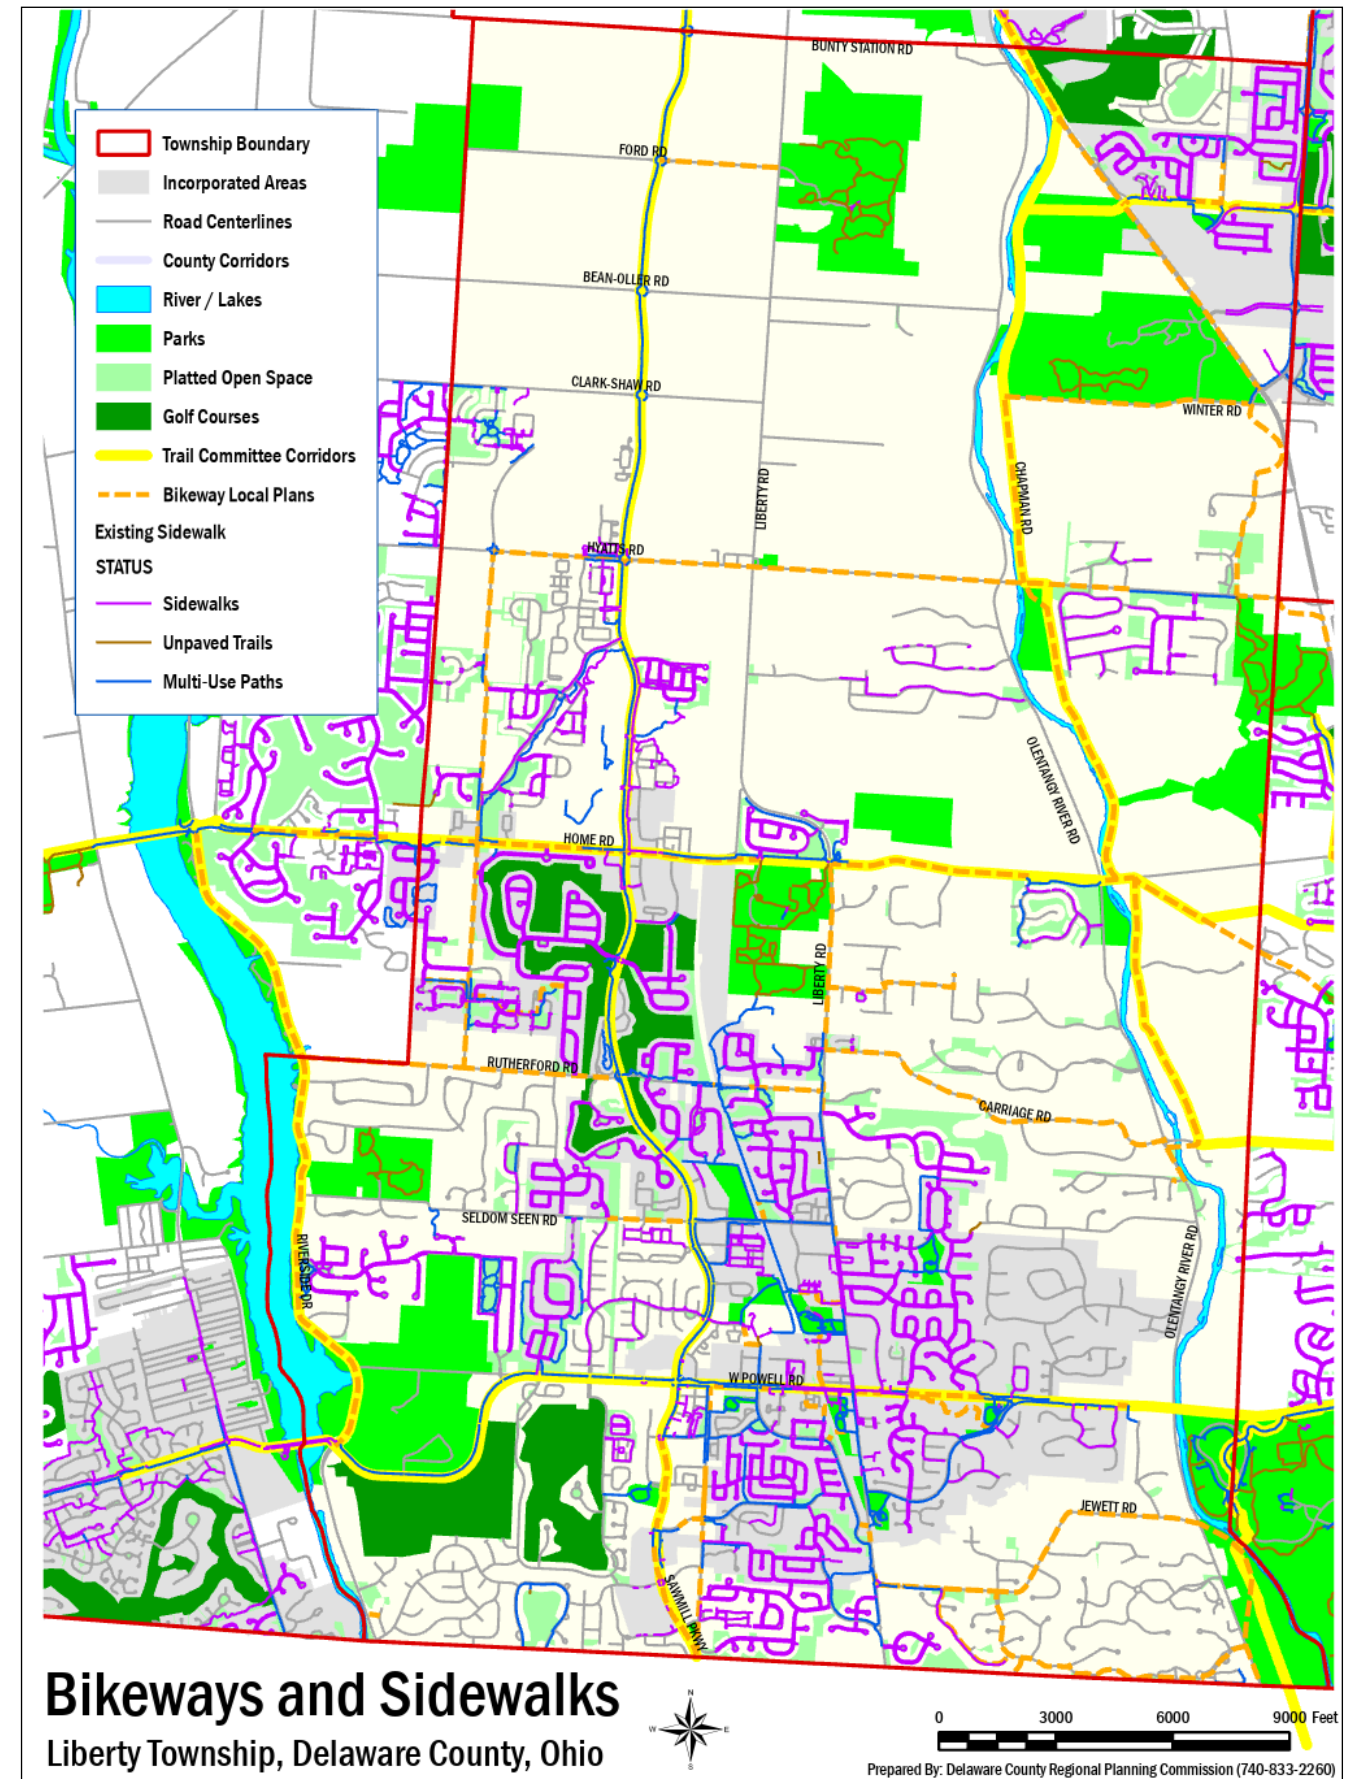 BUNTY STATION RD
Township Boundary
FORD RD
Incorporated Areas
Road Centerlines
County Corridors
BEAN-OLLER RD
River / Lakes
Parks
Platted Open Space
CLARK-SHAW RD
Golf Courses
WINTER RD
Trail Committee Corridors
LIBERTY RD
CHAPMAN RD
Bikeway Local Plans
Existing Sidewalk
HYATTS RD
STATUS
Sidewalks
Unpaved Trails
Multi-Use Paths
OLENTANGY RIVER RD
HOME RD
LIBERTY RD
RUTHERFORD RD
CARRIAGE RD
SELDOM SEEN RD
RIVERSIDE DR
OLENTANGY RIVER RD
W POWELL RD
JEWETT RD
SAWMILL PKWY
Bikeways and Sidewalks
Liberty Township, Delaware County, Ohio
N
W
E
S
0 3000 6000 9000 Feet
Prepared By: Delaware County Regional Planning Commission (740-833-2260)